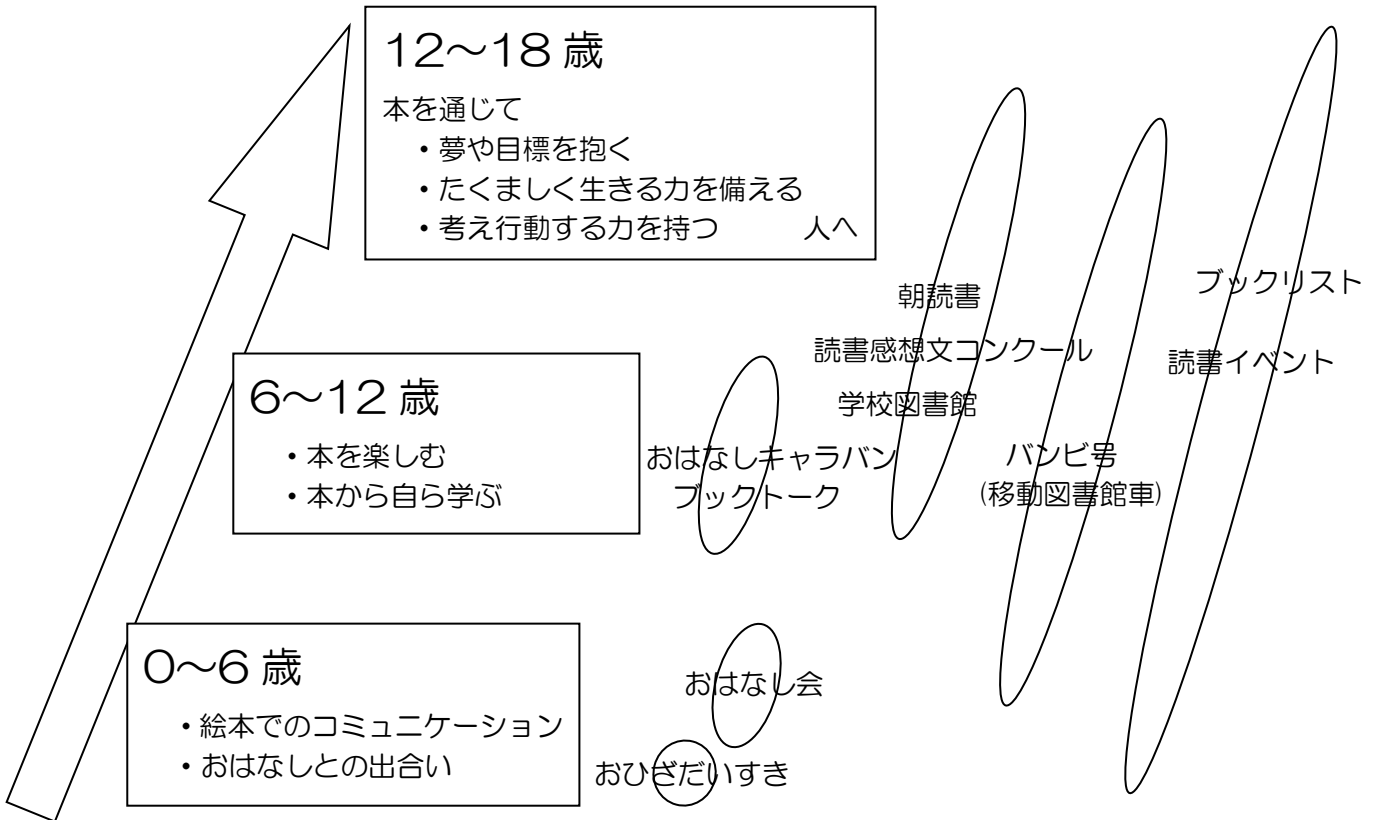 12～18歳
本を通じて
・夢や目標を抱く
・たくましく生きる力を備える
・考え行動する力を持つ　　　人へ
ブックリスト
朝読書
読書感想文コンクール
読書イベント
6～12歳
学校図書館
・本を楽しむ
・本から自ら学ぶ
おはなしキャラバン
ブックトーク
バンビ号
(移動図書館車)
0～6歳
・絵本でのコミュニケーション
・おはなしとの出合い
おはなし会
おひざだいすき